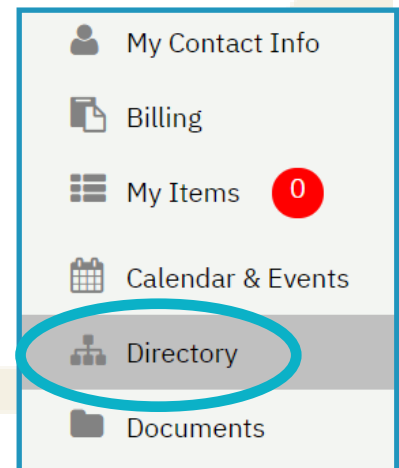 My Contact Info
Billing
My Items 0
Calendar & Events
Directory
Documents